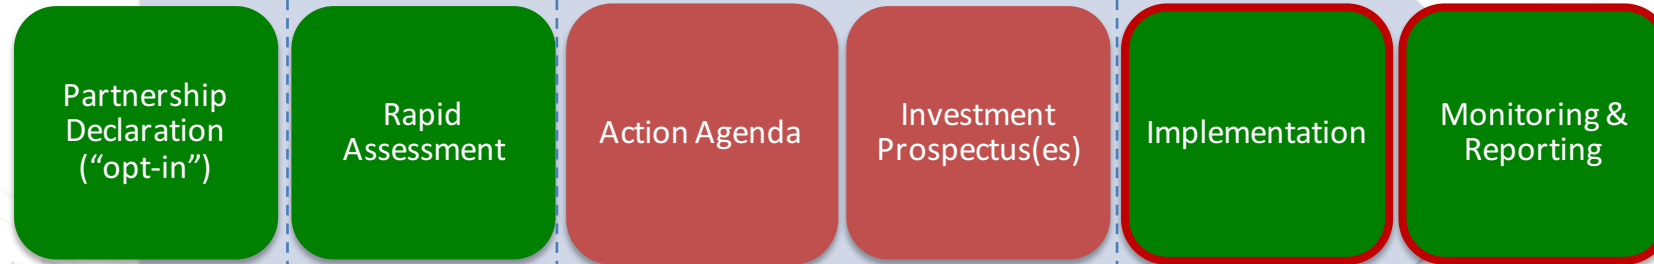 Partnership
Declaration
(“opt-in”)
Rapid
Assessment
Action Agenda
Investment
Prospectus(es)
Implementation
Monitoring &
Reporting